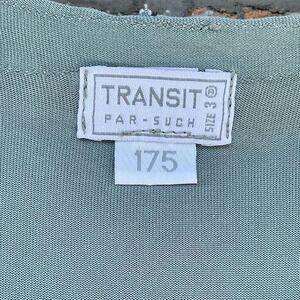 TRANSIT
PAR-SUCH
SIZE 3 ®
175